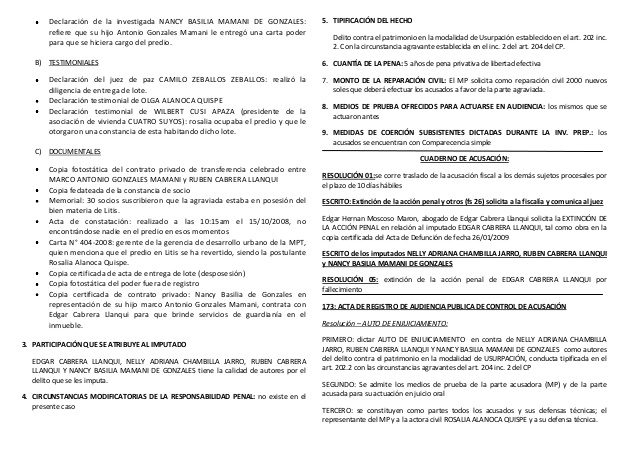 Declaración de la investigada NANCY BASILIA MAMANI DE GONZALES:
refiere que su hijo Antonio Gonzales Mamani le entregó una carta poder
para que se hiciera cargo del predio.
B) TESTIMONIALES
Declaración del juez de paz CAMILO ZEBALLOS ZEBALLOS: realizó la
diligencia de entrega de lote.
Declaración testimonial de OLGA ALANOCA QUISPE
Declaración testimonial de WILBERT CUSI APAZA (presidente de la
asociación de vivienda CUATRO SUYOS): rosalia ocupaba el predio y que le
otorgaron una constancia de esta habitando dicho lote.
C) DOCUMENTALES
Copia fotostática del contrato privado de transferencia celebrado entre
MARCO ANTONIO GONZALES MAMANI y RUBEN CABRERA LLANQUI
Copia fedateada de la constancia de socio
Memorial: 30 socios suscribieron que la agraviada estaba en posesión del
bien materia de Litis.
Acta de constatación: realizado a las 10:15am el 15/10/2008, no
encontrándose nadie en el predio en esos momentos
Carta N° 404-2008: gerente de la gerencia de desarrollo urbano de la MPT,
quien menciona que el predio en Litis se ha revertido, siendo la postulante
Rosalia Alanoca Quispe.
Copia certificada de acta de entrega de lote (desposesión)
Copia fotostática del poder fuera de registro
Copia certificada de contrato privado: Nancy Basilia de Gonzales en
representación de su hijo marco Antonio Gonzales Mamani, contrata con
Edgar Cabrera Llanqui para que brinde servicios de guardianía en el
inmueble.
3. PARTICIPACIÓN QUE SE ATRIBUYE AL IMPUTADO
EDGAR CABRERA LLANQUI, NELLY ADRIANA CHAMBILLA JARRO, RUBEN CABRERA
LLANQUI Y NANCY BASILIA MAMANI DE GONZALES tiene la calidad de autores por el
delito que se les imputa.
4. CIRCUNSTANCIAS MODIFICATORIAS DE LA RESPONSABILIDAD PENAL: no existe en el
presente caso
5. TIPIFICACIÓN DEL HECHO
Delito contra el patrimonio en la modalidad de Usurpación establecido en el art. 202 inc.
2. Con la circunstancia agravante establecida en el inc. 2 del art. 204 del CP.
6. CUANTÍA DE LA PENA: 5 años de pena privativa de libertad efectiva
7. MONTO DE LA REPARACIÓN CIVIL: El MP solicita como reparación civil 2000 nuevos
soles que deberá efectuar los acusados a favor de la parte agraviada.
8. MEDIOS DE PRUEBA OFRECIDOS PARA ACTUARSE EN AUDIENCIA: los mismos que se
actuaron antes
9. MEDIDAS DE COERCIÓN SUBSISTENTES DICTADAS DURANTE LA INV. PREP.: los
acusados se encuentran con Comparecencia simple
CUADERNO DE ACUSACIÓN:
RESOLUCIÓN 01:se corre traslado de la acusación fiscal a los demás sujetos procesales por
el plazo de 10 días hábiles
ESCRITO: Extinción de la acción penal y otros (fs 26) solicita a la fiscalía y comunica al juez
Edgar Hernan Moscoso Maron, abogado de Edgar Cabrera Llanqui solicita la EXTINCIÓN DE
LA ACCIÓN PENAL en relación al imputado EDGAR CABRERA LLANQUI, tal como obra en la
copia certificada del Acta de Defunción de fecha 26/01/2009
ESCRITO de los imputados NELLY ADRIANA CHAMBILLA JARRO, RUBEN CABRERA LLANQUI
y NANCY BASILIA MAMANI DE GONZALES
RESOLUCIÓN 05: extinción de la acción penal de EDGAR CABRERA LLANQUI por
fallecimiento
173: ACTA DE REGISTRO DE AUDIENCIA PUBLICA DE CONTROL DE ACUSACIÓN
Resolución – AUTO DE ENJUICIAMIENTO:
PRIMERO: dictar AUTO DE ENJUICIAMIENTO en contra de NELLY ADRIANA CHAMBILLA
JARRO, RUBEN CABRERA LLANQUI Y NANCY BASILIA MAMANI DE GONZALES como autores
del delito contra el patrimonio en la modalidad de USURPACIÓN, conducta tipificada en el
art. 202.2 con las circunstancias agravantes del art. 204 inc. 2 del CP
SEGUNDO: Se admite los medios de prueba de la parte acusadora (MP) y de la parte
acusada para su actuación en juicio oral
TERCERO: se constituyen como partes todos los acusados y sus defensas técnicas; el
representante del MP y a la actora civil ROSALIA ALANOCA QUISPE y a su defensa técnica.